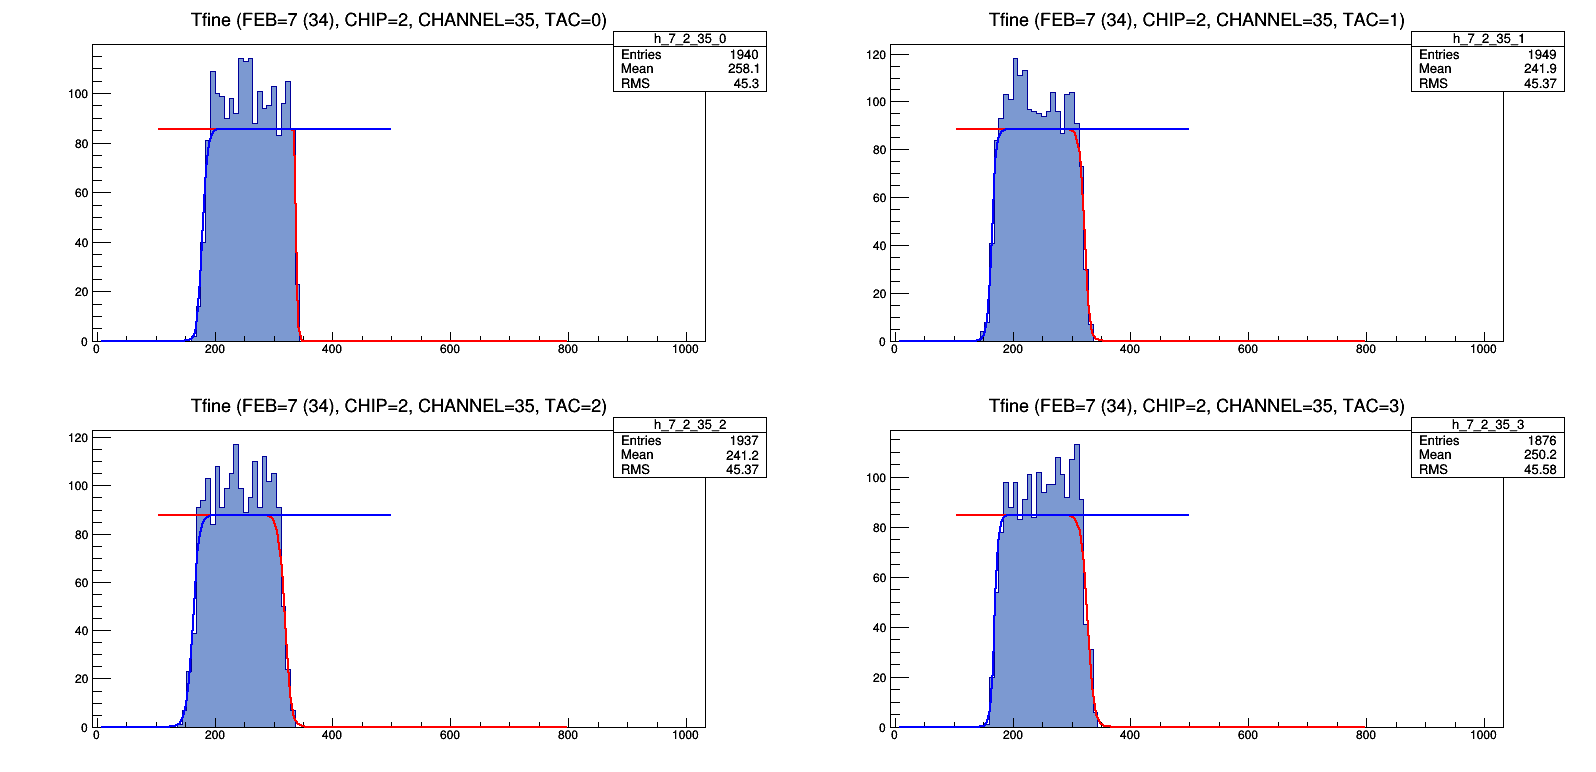 Tfine (FEB=7 (34), CHIP=2, CHANNEL=35, TAC=0)
h_7_2_35_0
Entries 1940
Mean 258.1
RMS 45.3
100
80
60
40
20
0
0 200 400 600 800 1000
Tfine (FEB=7 (34), CHIP=2, CHANNEL=35, TAC=1)
h_7_2_35_1
Entries 1949
Mean 241.9
RMS 45.37
120
100
80
60
40
20
0
0 200 400 600 800 1000
Tfine (FEB=7 (34), CHIP=2, CHANNEL=35, TAC=2)
h_7_2_35_2
Entries 1937
Mean 241.2
RMS 45.37
120
100
80
60
40
20
0
0 200 400 600 800 1000
Tfine (FEB=7 (34), CHIP=2, CHANNEL=35, TAC=3)
h_7_2_35_3
Entries 1876
Mean 250.2
RMS 45.58
100
80
60
40
20
0
0 200 400 600 800 1000